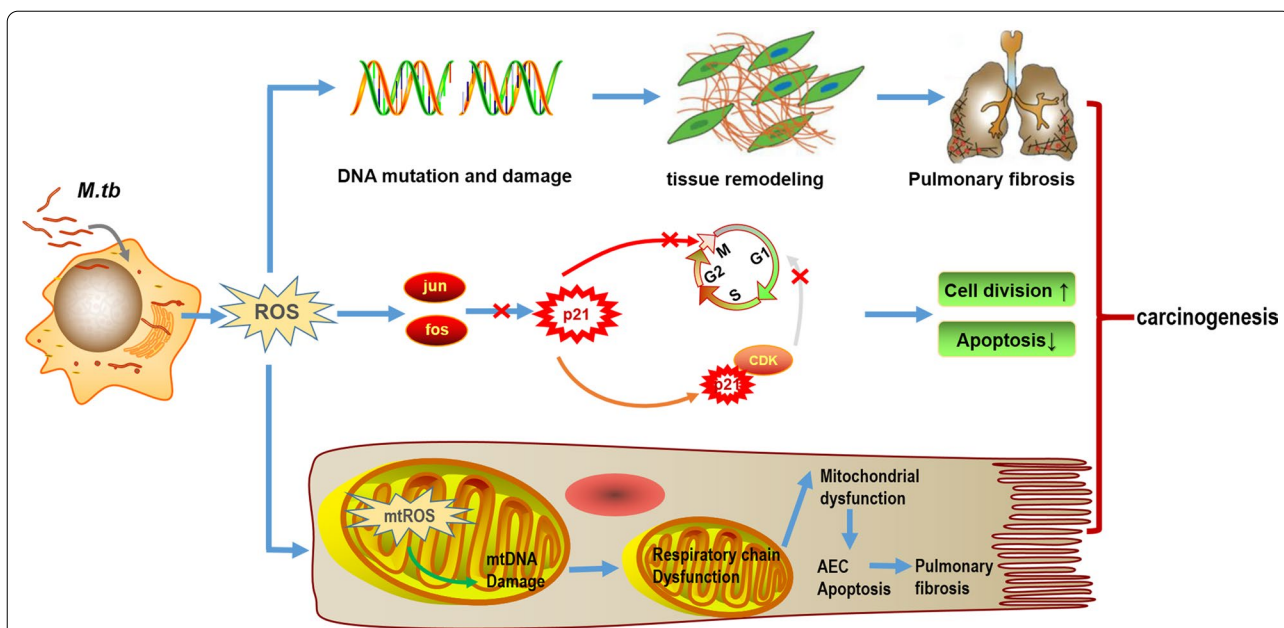 DNA mutation and damage
tissue remodeling
Pulmonary fibrosis
M.tb
ROS
jun
fos
p21
M
G1
G2
S
CDK
p21
Cell division ↑
Apoptosis↓
carcinogenesis
mtROS
mtDNA
Damage
Respiratory chain
Dysfunction
Mitochondrial
dysfunction
AEC
Apoptosis
Pulmonary
fibrosis